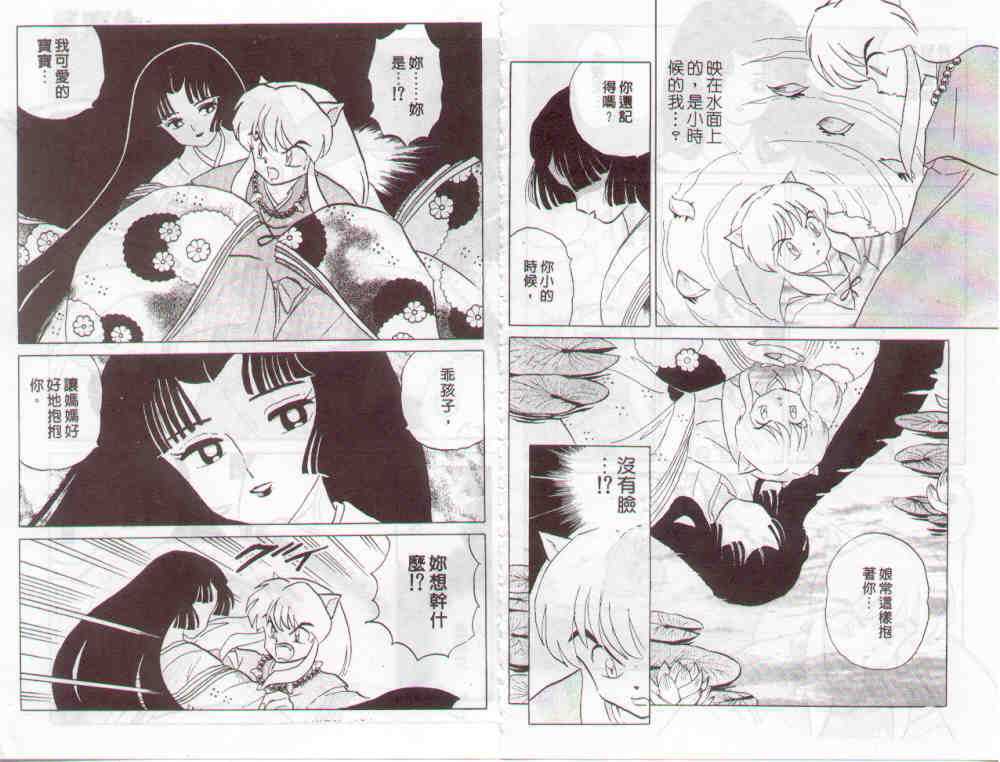 映在水面上
的，是小時
候的我…？
你還記
得嗎？
你小的
時候，
娘常這樣抱
著你…
沒有臉
…!?
妳……妳
是……!?
我可愛的
寶寶…
乖孩子，
讓媽媽好
好地抱抱
你。
妳想幹什
麼!?
グルイ